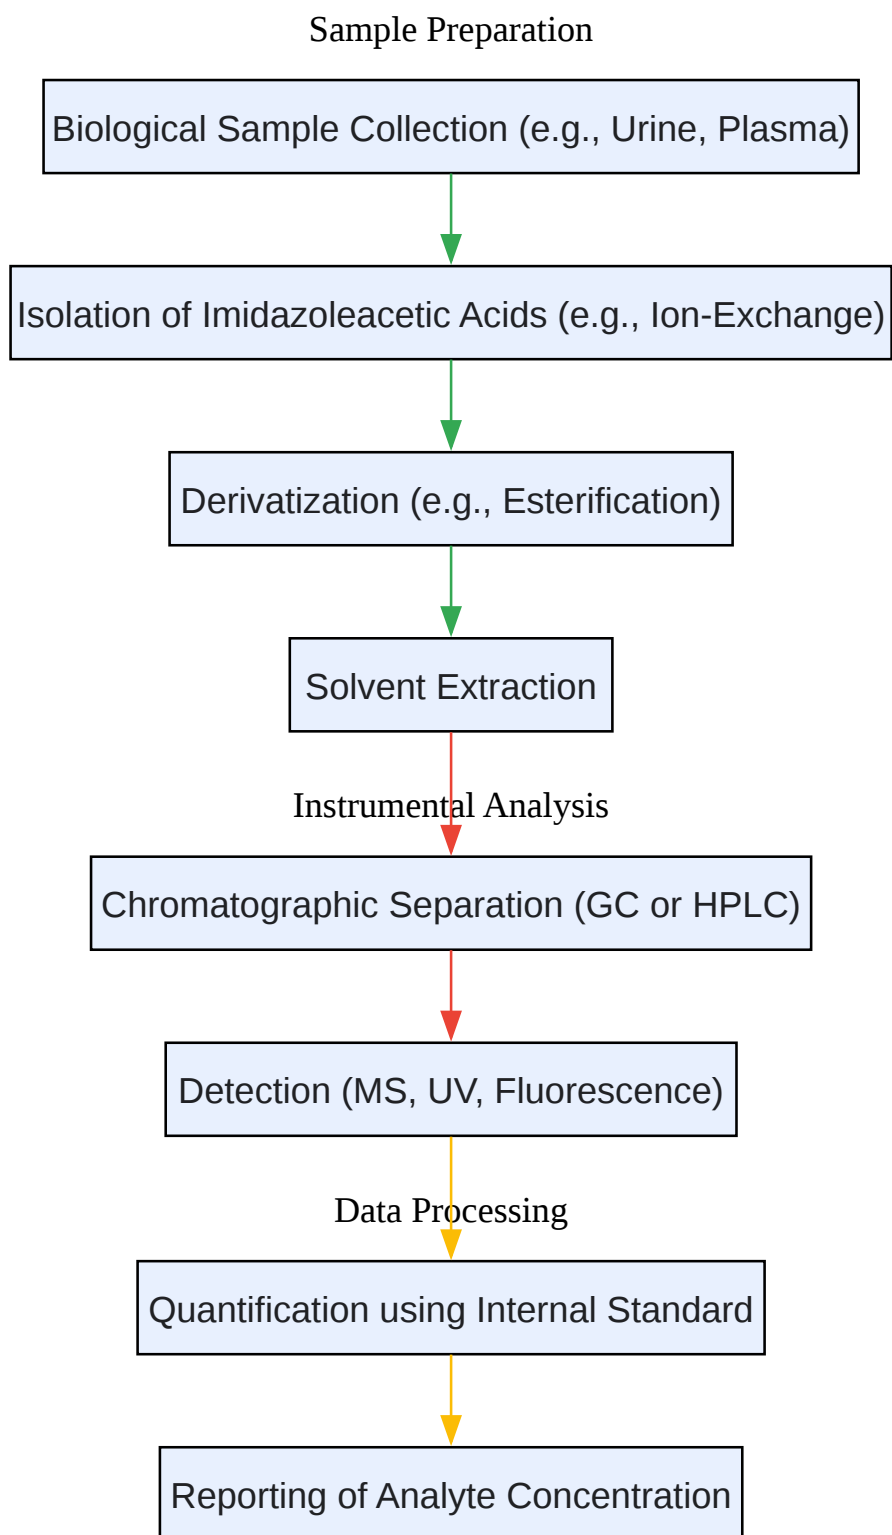 Sample Preparation
Biological Sample Collection (e.g., Urine, Plasma)
Isolation of Imidazoleacetic Acids (e.g., Ion-Exchange)
Derivatization (e.g., Esterification)
Solvent Extraction
Instrumental Analysis
Chromatographic Separation (GC or HPLC)
Detection (MS, UV, Fluorescence)
Data Processing
Quantification using Internal Standard
Reporting of Analyte Concentration